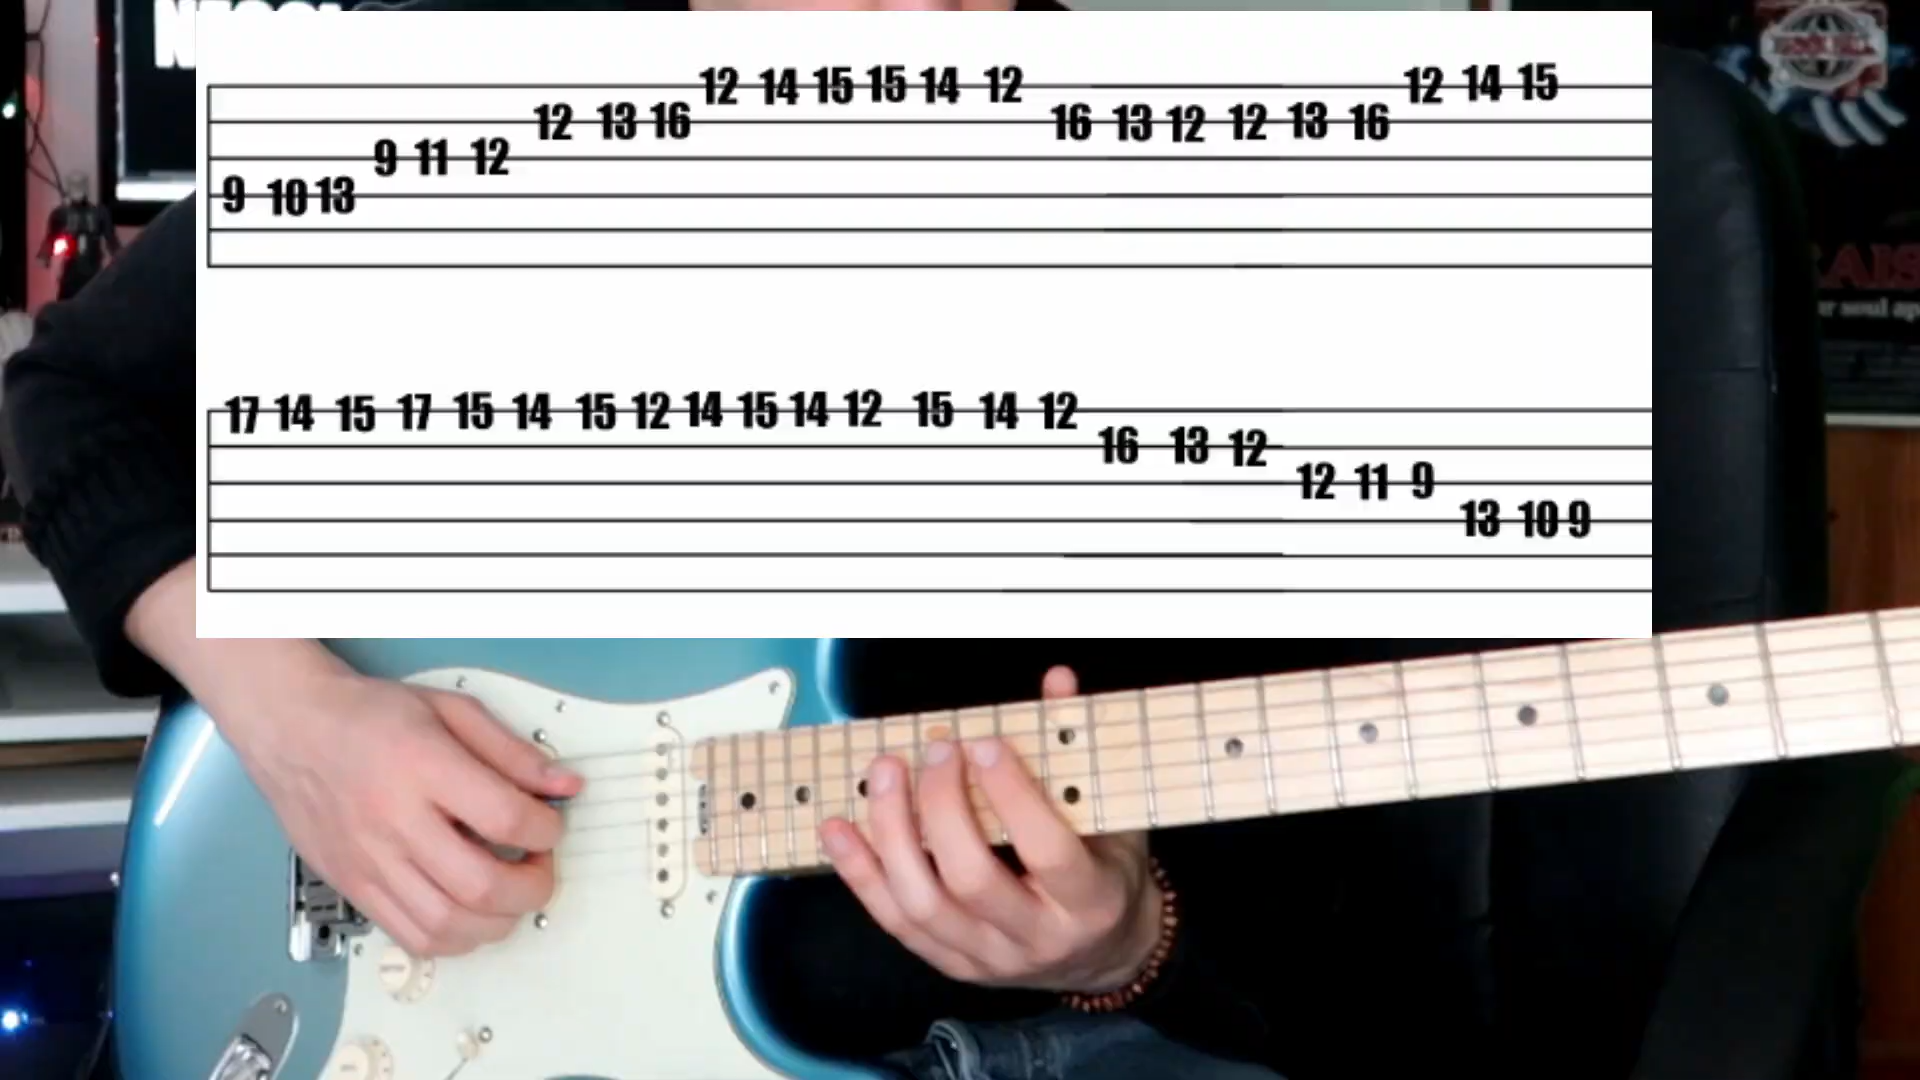 12 14 15 15 14 12 12 14 15
12 13 16 16 13 12 12 13 16
9 11 12
9 10 13
17 14 15 17 15 14 15 12 14 15 14 12 15 14 12
16 13 12
12 11 9
13 10 9